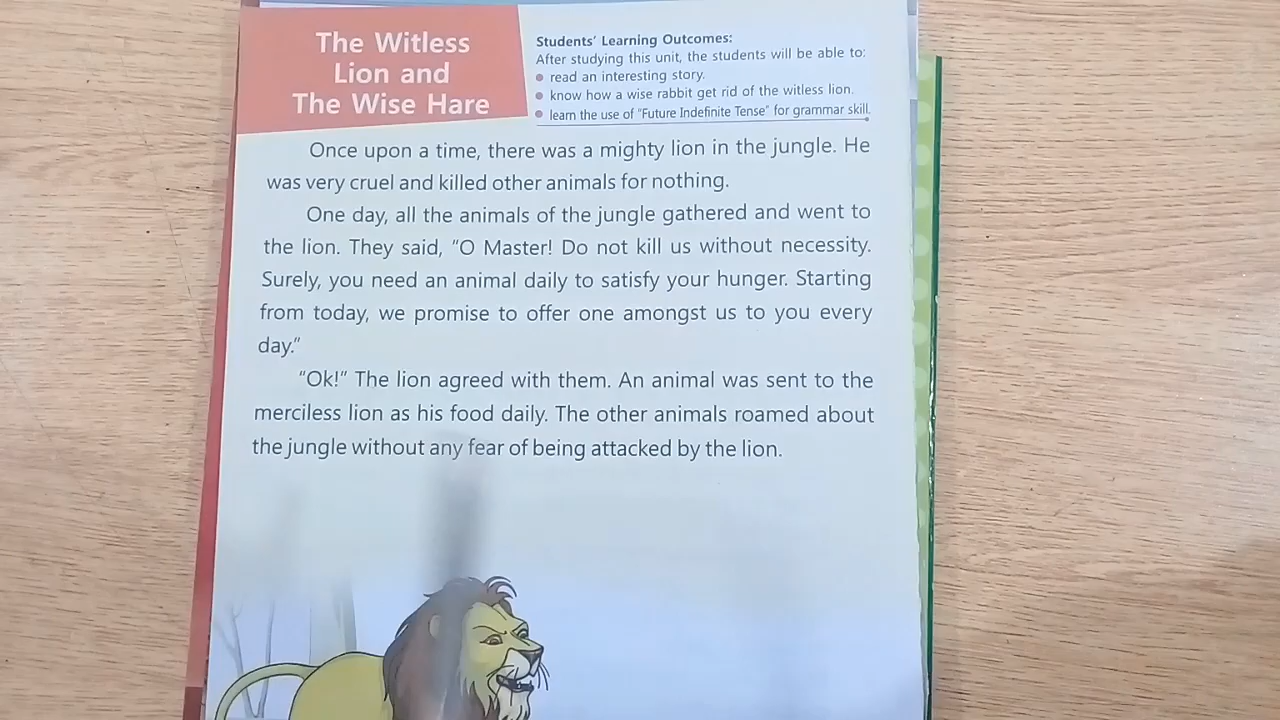 The Witless
Lion and
The Wise Hare
Students' Learning Outcomes:
After studying this unit, the students will be able to:
• read an interesting story.
• know how a wise rabbit get rid of the witless lion.
• learn the use of "Future Indefinite Tense" for grammar skill.
Once upon a time, there was a mighty lion in the jungle. He
was very cruel and killed other animals for nothing.
One day, all the animals of the jungle gathered and went to
the lion. They said, “O Master! Do not kill us without necessity.
Surely, you need an animal daily to satisfy your hunger. Starting
from today, we promise to offer one amongst us to you every
day.”
“Ok!” The lion agreed with them. An animal was sent to the
merciless lion as his food daily. The other animals roamed about
the jungle without any fear of being attacked by the lion.